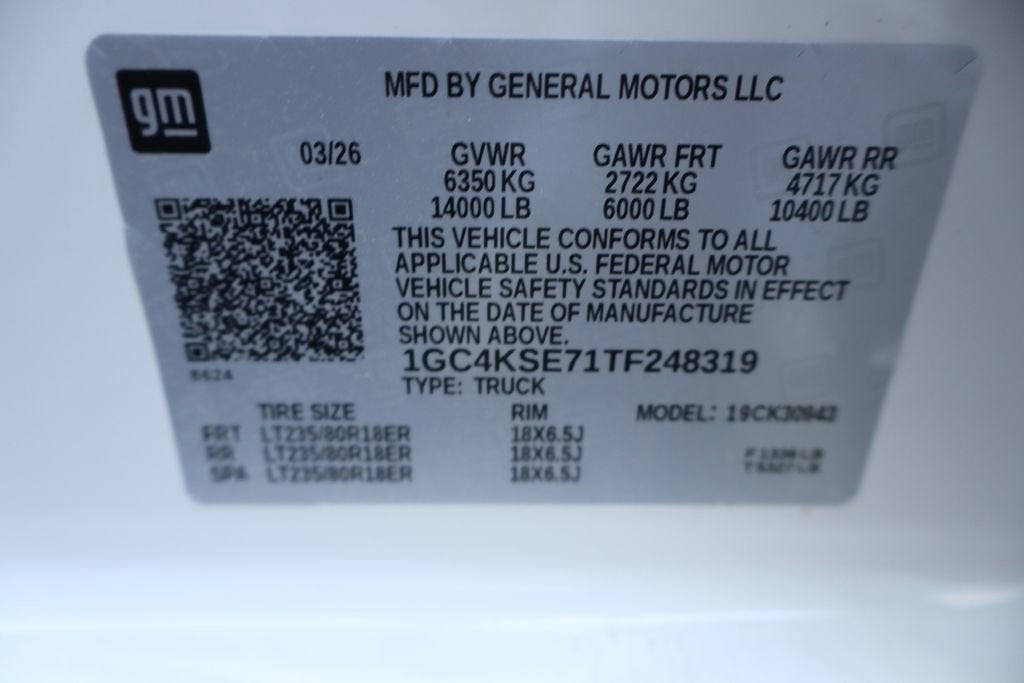 gm
MFD BY GENERAL MOTORS LLC
03/26 GVWR GAWR FRT GAWR RR
6350 KG 2722 KG 4717 KG
14000 LB 6000 LB 10400 LB
THIS VEHICLE CONFORMS TO ALL
APPLICABLE U.S. FEDERAL MOTOR
VEHICLE SAFETY STANDARDS IN EFFECT
ON THE DATE OF MANUFACTURE
SHOWN ABOVE.
1GC4KSE71TF248319
8624
TYPE: TRUCK
TIRE SIZE RIM MODEL: 19CK30943
FRT LT235/80R18ER 18X6.5J
RR LT235/80R18ER 18X6.5J
SPA LT235/80R18ER 18X6.5J